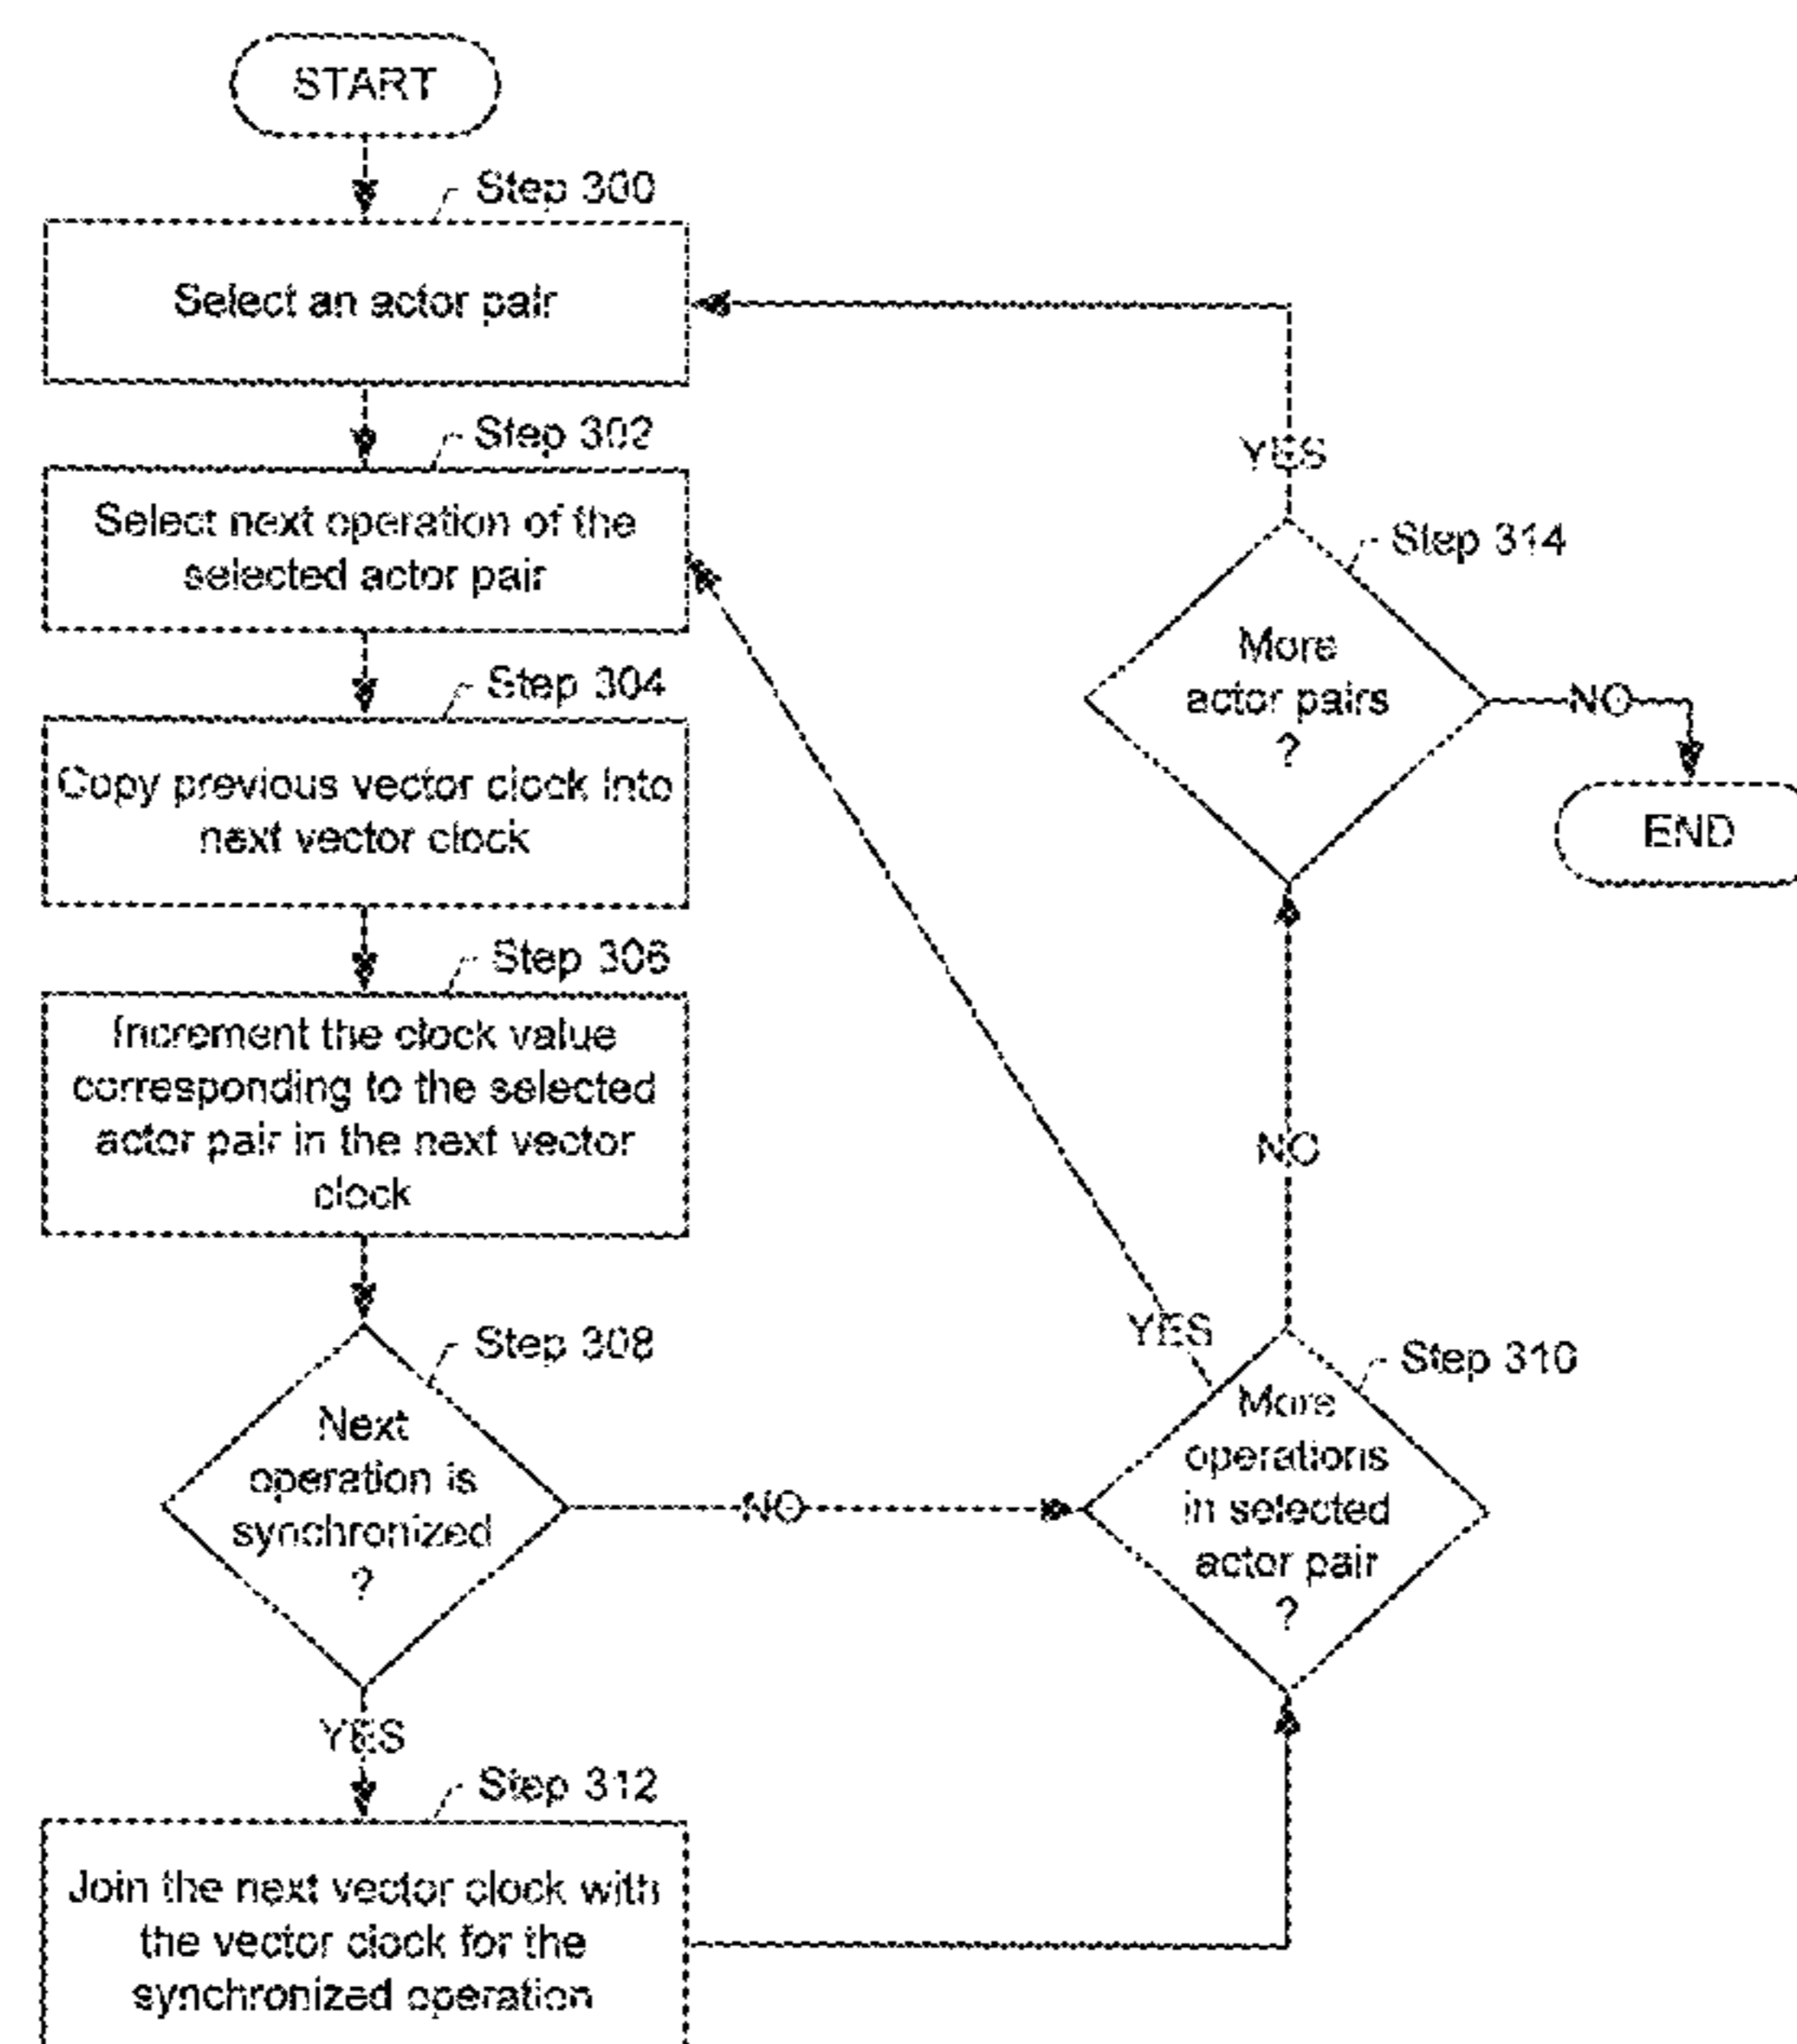 START
Step 300
Select an actor pair
Step 302
Select next operation of the
selected actor pair
Step 304
Copy previous vector clock into
next vector clock
Step 306
Increment the clock value
corresponding to the selected
actor pair in the next vector
clock
Step 308
Next
operation is
synchronized
?
NO
YES
Step 312
Join the next vector clock with
the vector clock for the
synchronized operation
Step 310
More
operations
in selected
actor pair
?
YES
NO
Step 314
More
actor pairs
?
YES
NO
END